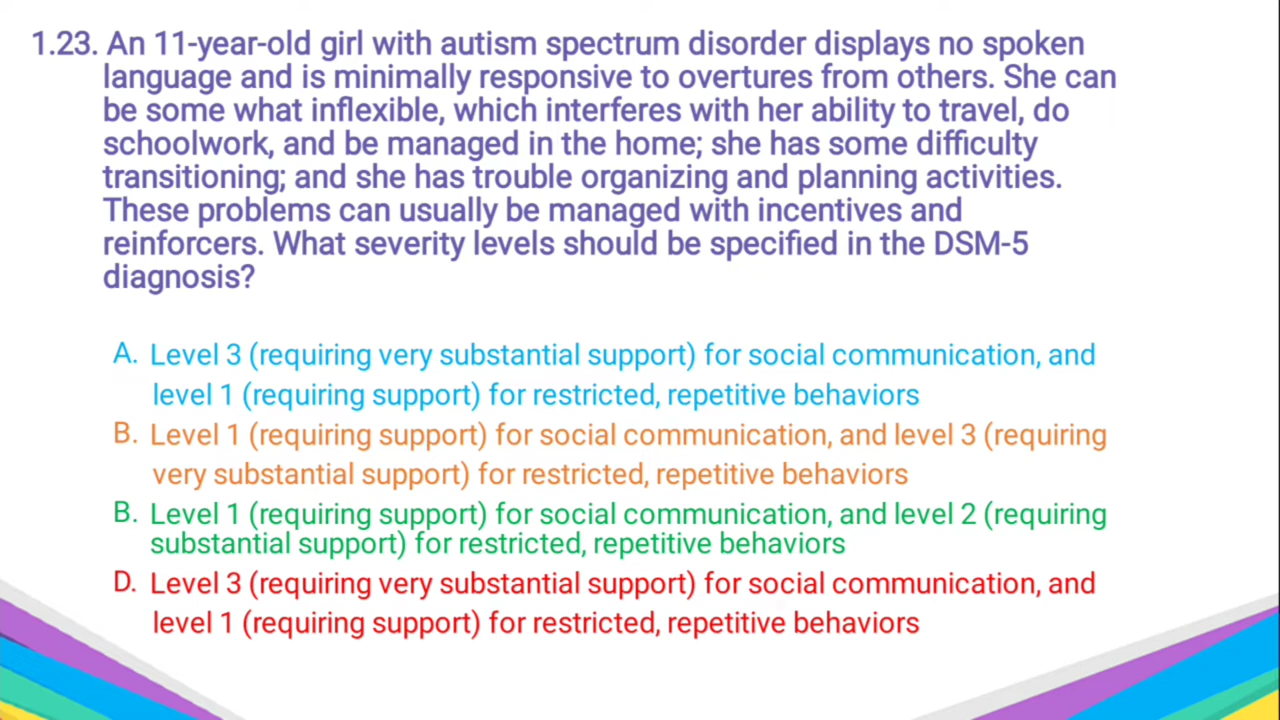 1.23. An 11-year-old girl with autism spectrum disorder displays no spoken
language and is minimally responsive to overtures from others. She can
be some what inflexible, which interferes with her ability to travel, do
schoolwork, and be managed in the home; she has some difficulty
transitioning; and she has trouble organizing and planning activities.
These problems can usually be managed with incentives and
reinforcers. What severity levels should be specified in the DSM-5
diagnosis?
A. Level 3 (requiring very substantial support) for social communication, and
level 1 (requiring support) for restricted, repetitive behaviors
B. Level 1 (requiring support) for social communication, and level 3 (requiring
very substantial support) for restricted, repetitive behaviors
B. Level 1 (requiring support) for social communication, and level 2 (requiring
substantial support) for restricted, repetitive behaviors
D. Level 3 (requiring very substantial support) for social communication, and
level 1 (requiring support) for restricted, repetitive behaviors